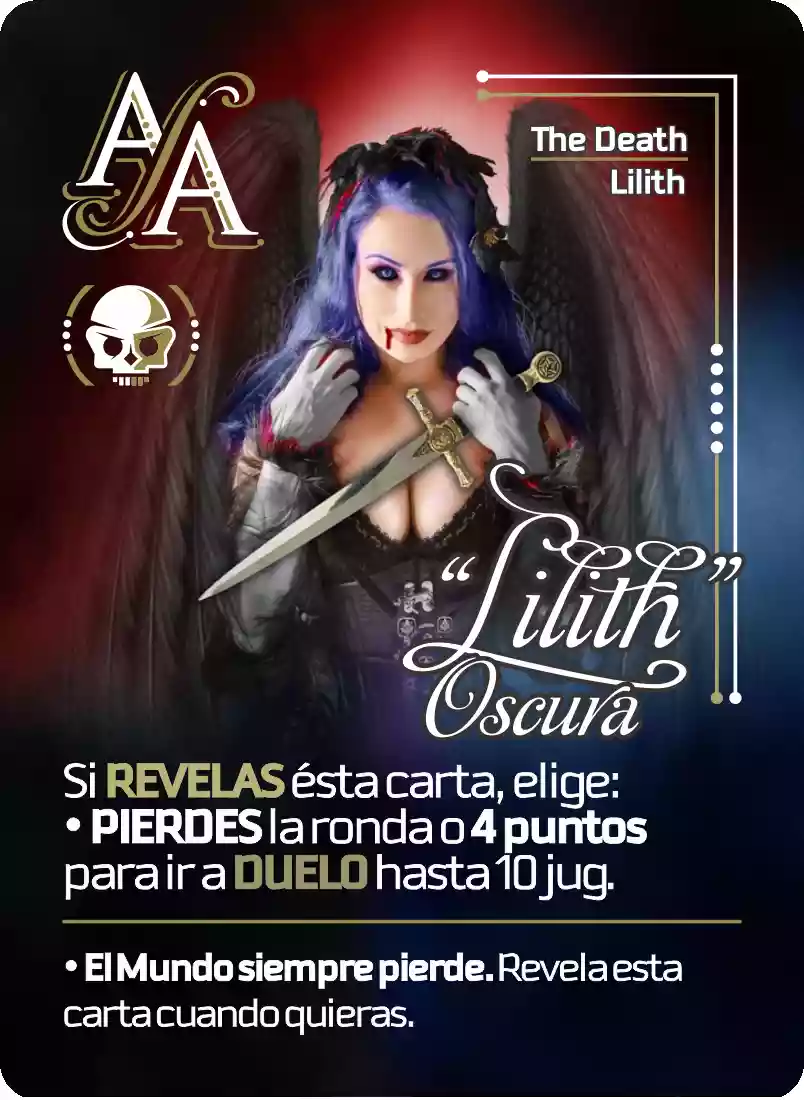 AA
The Death
Lilith
“Lilith”
Oscura
Si REVELAS ésta carta, elige:
• PIERDES la ronda o 4 puntos
para ir a DUELO hasta 10 jug.
• El Mundo siempre pierde. Revela esta
carta cuando quieras.